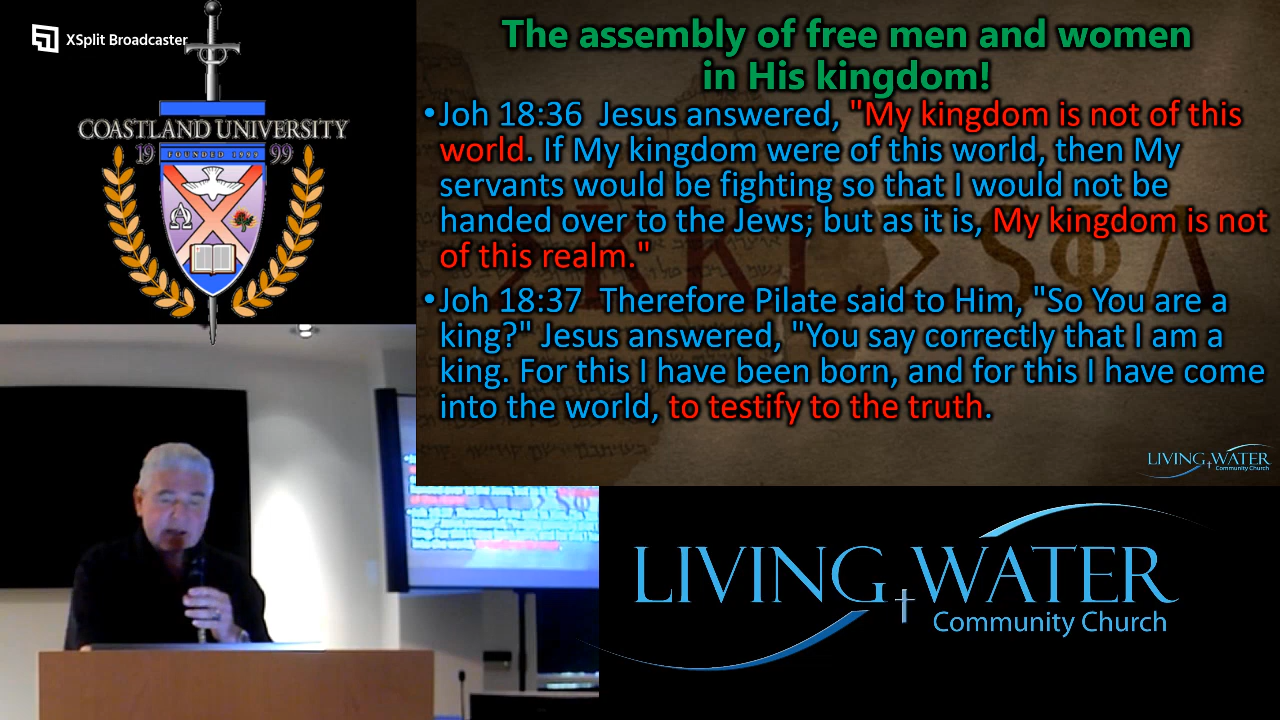 XSplit Broadcaster
COASTLAND UNIVERSITY
19 99
FOUNDED 1999
The assembly of free men and women
in His kingdom!
•Joh 18:36 Jesus answered, "My kingdom is not of this
world. If My kingdom were of this world, then My
servants would be fighting so that I would not be
handed over to the Jews; but as it is, My kingdom is not
of this realm."
•Joh 18:37 Therefore Pilate said to Him, "So You are a
king?" Jesus answered, "You say correctly that I am a
king. For this I have been born, and for this I have come
into the world, to testify to the truth.
LIVING WATER
Community Church
LIVING WATER
Community Church